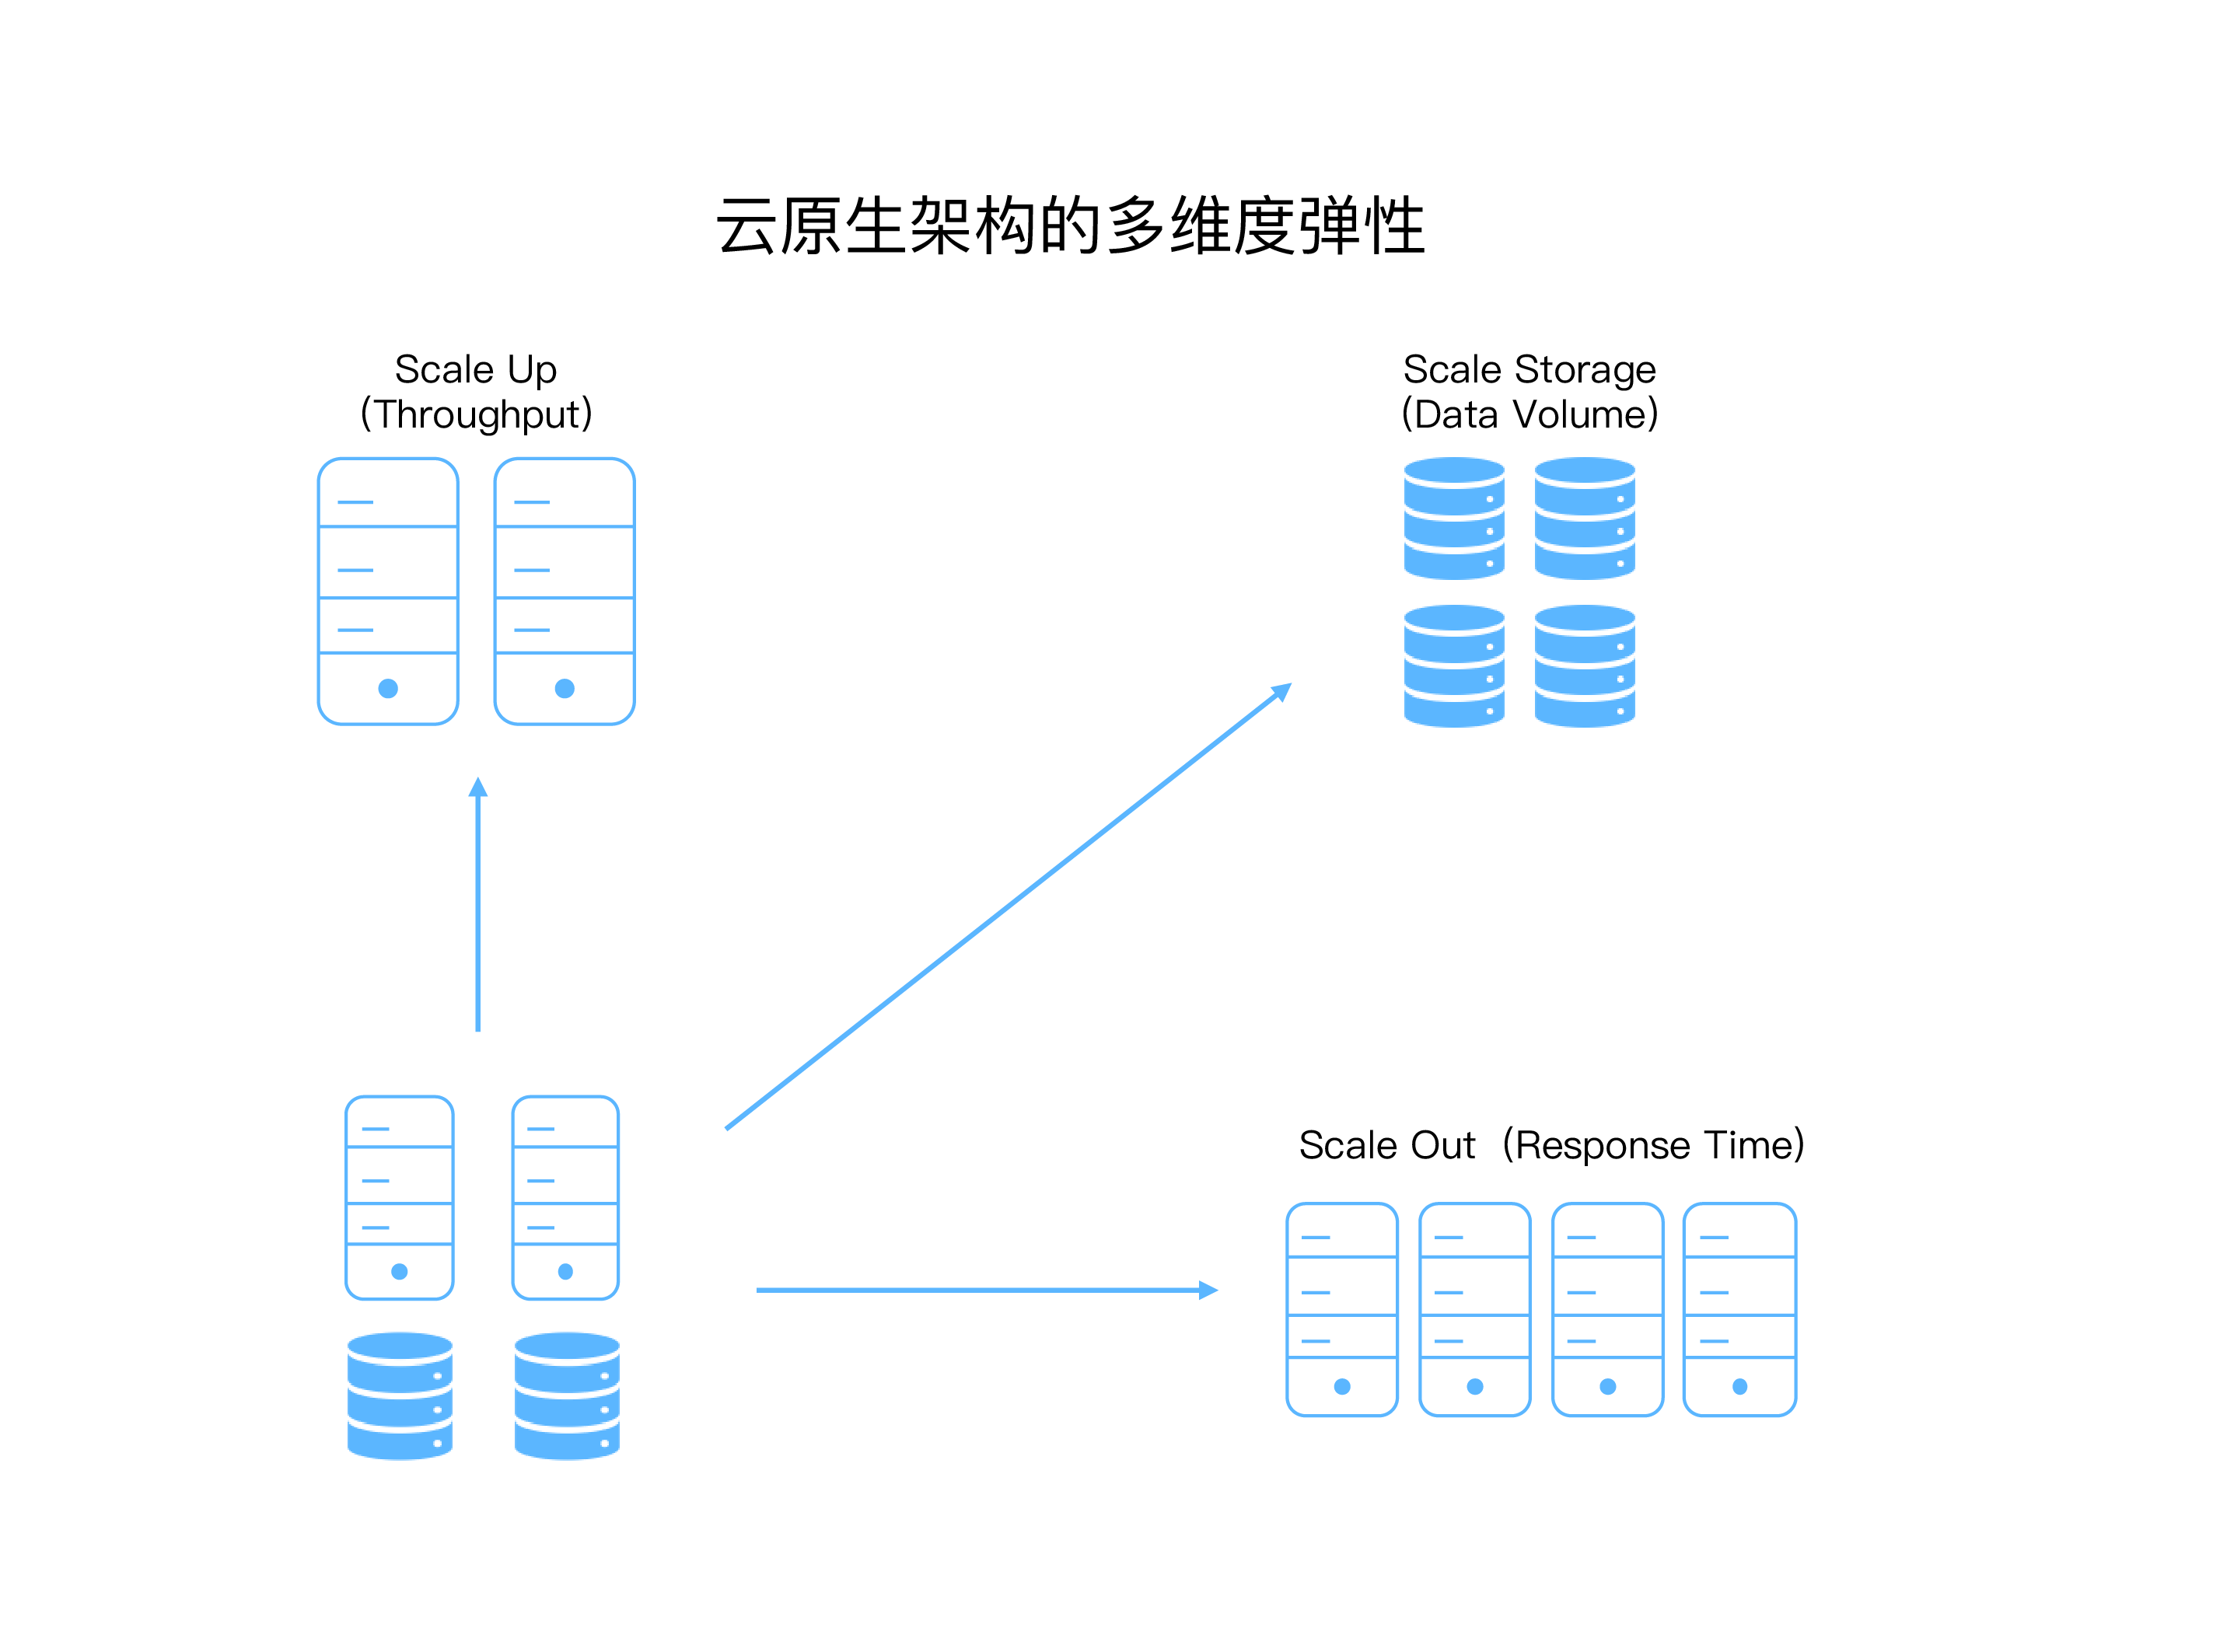 云原生架构的多维度弹性
Scale Up
(Throughput)
Scale Storage
(Data Volume)
Scale Out (Response Time)